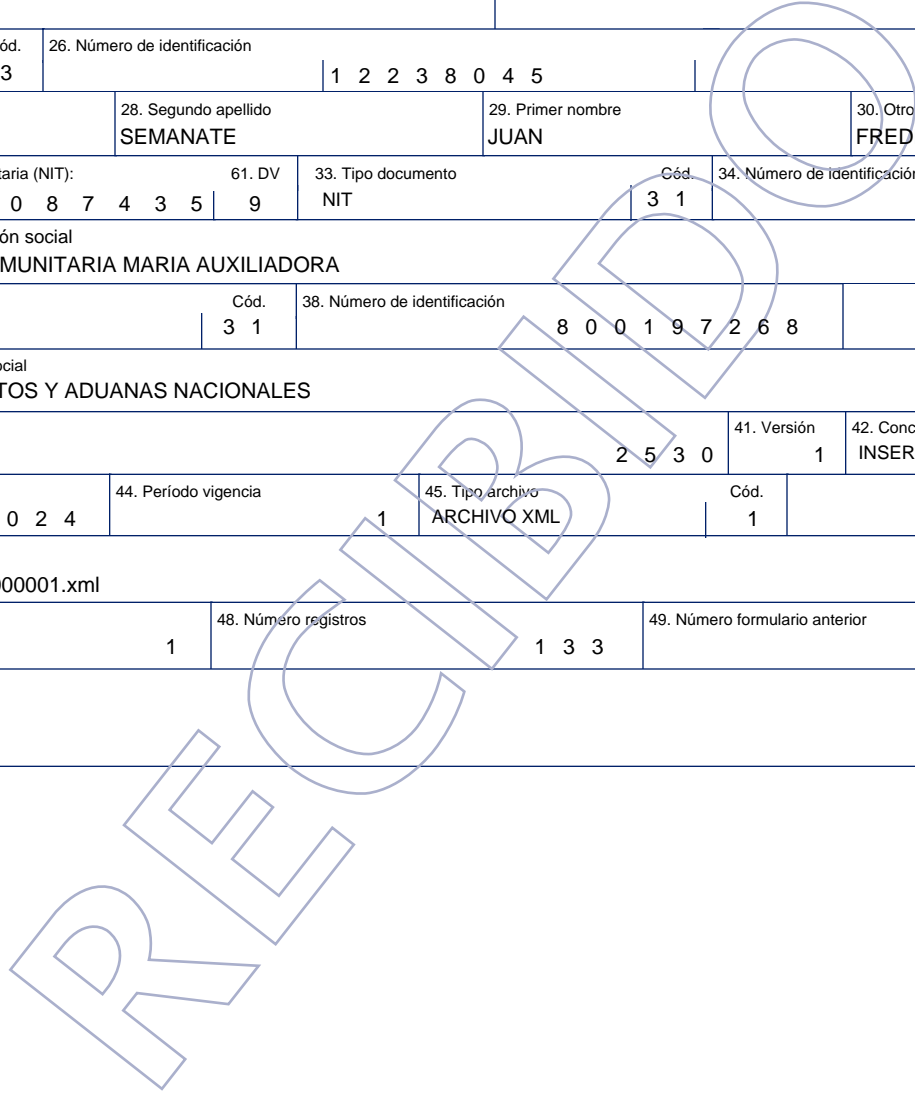 ód. 26. Número de identificación
3 1 2 2 3 8 0 4 5
28. Segundo apellido 29. Primer nombre 30. Otro
SEMANATE JUAN FRED
taria (NIT): 61. DV 33. Tipo documento Cód. 34. Número de identificación
0 8 7 4 3 5 9 NIT 3 1
ón social
MUNITARIA MARIA AUXILIADORA
Cód. 38. Número de identificación
3 1 8 0 0 1 9 7 2 6 8
ocial
TOS Y ADUANAS NACIONALES
41. Versión 42. Conc
2 5 3 0 1 INSER
44. Período vigencia 45. Tipo archivo Cód.
0 2 4 1 ARCHIVO XML 1
000001.xml
48. Número registros 49. Número formulario anterior
1 1 3 3
RECIBIDO